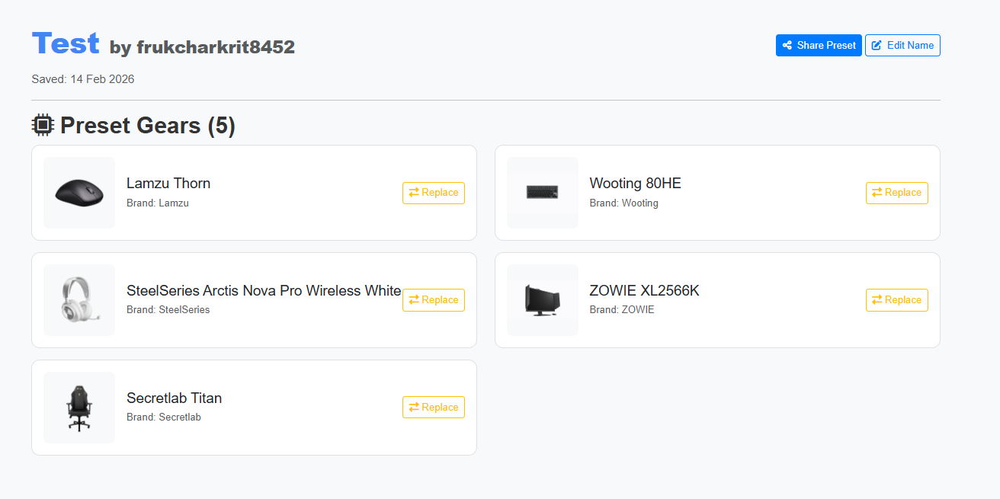 Test by frukcharkrit8452
Share Preset
Edit Name
Saved: 14 Feb 2026
Preset Gears (5)
Lamzu Thorn
Brand: Lamzu
Replace
Wooting 80HE
Brand: Wooting
Replace
SteelSeries Arctis Nova Pro Wireless White
Brand: SteelSeries
Replace
ZOWIE XL2566K
Brand: ZOWIE
Replace
Secretlab Titan
Brand: Secretlab
Replace